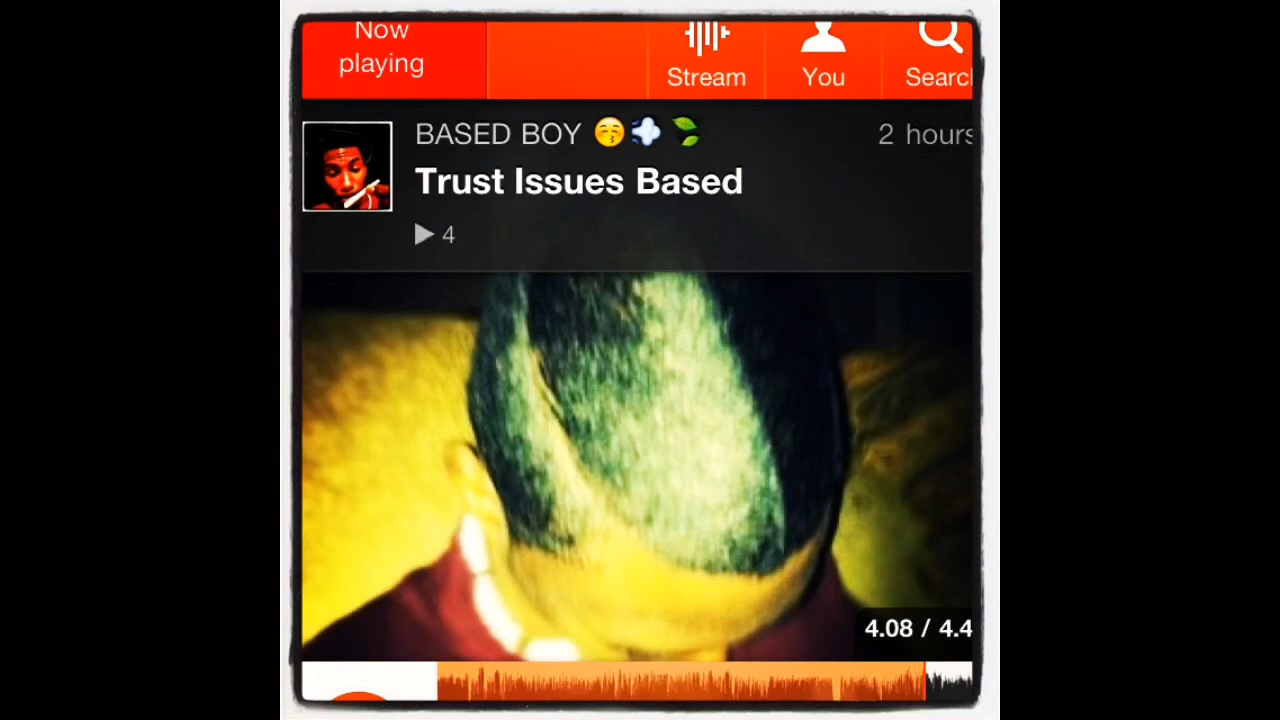 Now
playing
Stream
You
Searc
BASED BOY 😚💨🍃
2 hours
Trust Issues Based
▶ 4
4.08 / 4.4